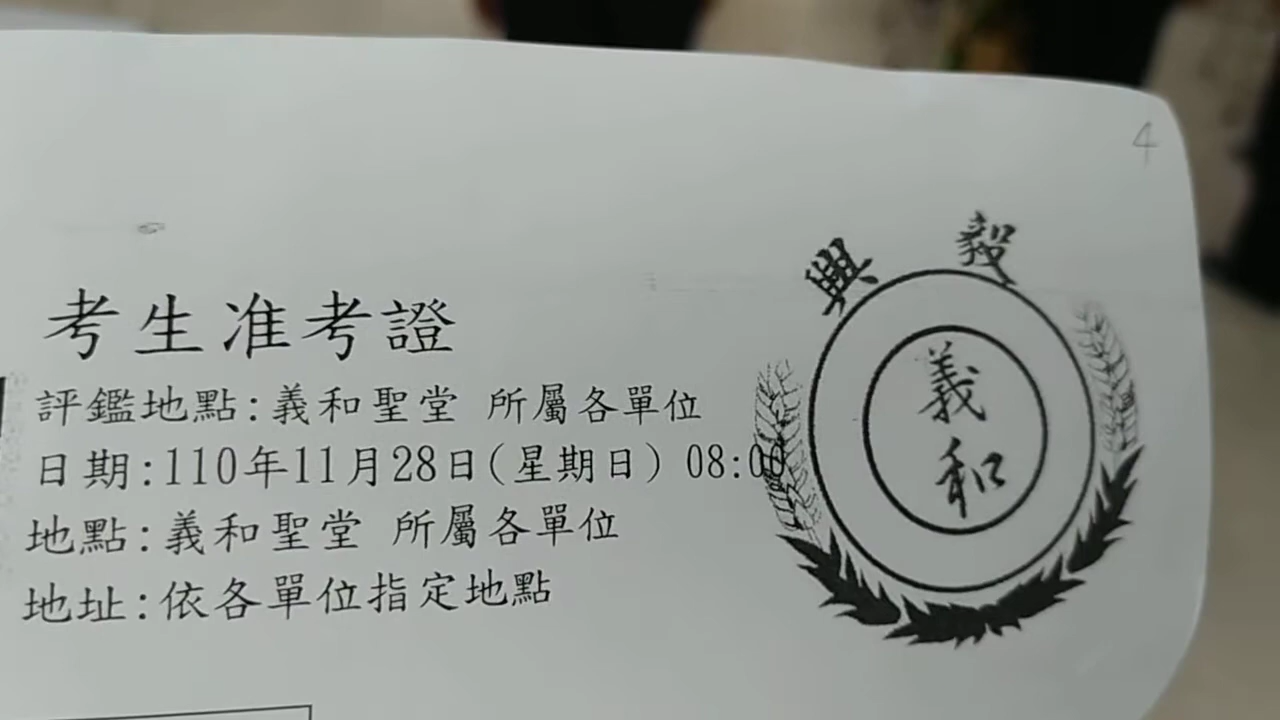 4
興毅
義和
考生准考證
評鑑地點:義和聖堂 所屬各單位
日期:110年11月28日(星期日) 08:00
地點:義和聖堂 所屬各單位
地址:依各單位指定地點